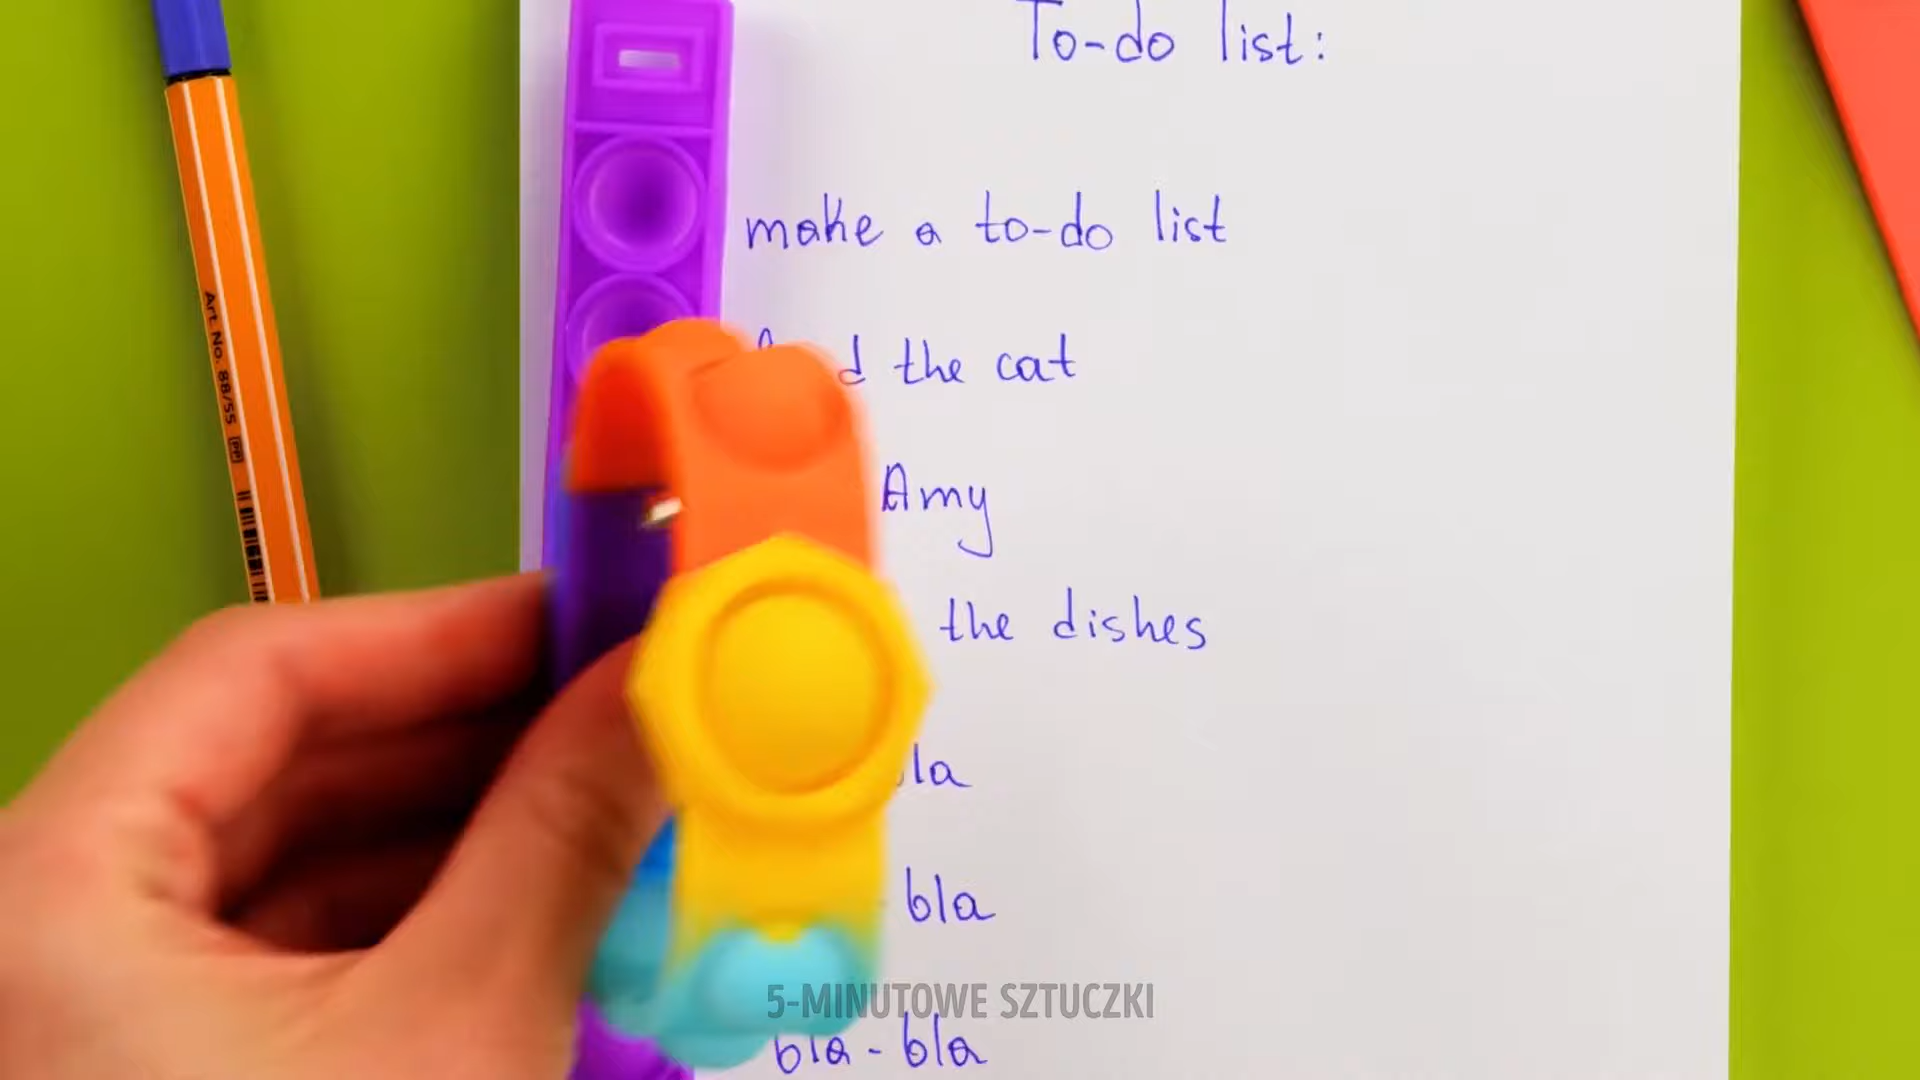 To-do list:
make a to-do list
the cat
Amy
the dishes
bla
bla - bla
Art. No. 88/55
5-MINUTOWE SZTUCZKI